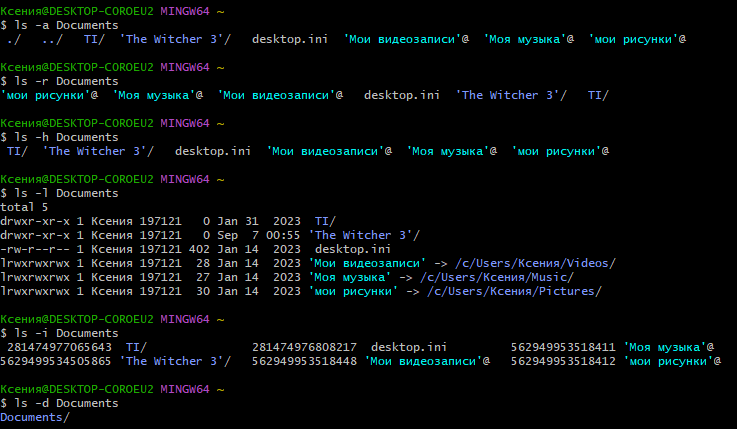 Ксения@DESKTOP-COROEU2 MINGW64 ~
$ ls -a Documents
./ ../ TI/ 'The Witcher 3'/ desktop.ini 'Мои видеозаписи'@ 'Моя музыка'@ 'мои рисунки'@
Ксения@DESKTOP-COROEU2 MINGW64 ~
$ ls -r Documents
'мои рисунки'@ 'Моя музыка'@ 'Мои видеозаписи'@ desktop.ini 'The Witcher 3'/ TI/
Ксения@DESKTOP-COROEU2 MINGW64 ~
$ ls -h Documents
TI/ 'The Witcher 3'/ desktop.ini 'Мои видеозаписи'@ 'Моя музыка'@ 'мои рисунки'@
Ксения@DESKTOP-COROEU2 MINGW64 ~
$ ls -l Documents
total 5
drwxr-xr-x 1 Ксения 197121 0 Jan 31 2023 TI/
drwxr-xr-x 1 Ксения 197121 0 Sep 7 00:55 'The Witcher 3'/
-rw-r--r-- 1 Ксения 197121 402 Jan 14 2023 desktop.ini
lrwxrwxrwx 1 Ксения 197121 28 Jan 14 2023 'Мои видеозаписи' -> /c/Users/Ксения/Videos/
lrwxrwxrwx 1 Ксения 197121 27 Jan 14 2023 'Моя музыка' -> /c/Users/Ксения/Music/
lrwxrwxrwx 1 Ксения 197121 30 Jan 14 2023 'мои рисунки' -> /c/Users/Ксения/Pictures/
Ксения@DESKTOP-COROEU2 MINGW64 ~
$ ls -i Documents
281474977065643 TI/ 281474976808217 desktop.ini 562949953518411 'Моя музыка'@
5629499534505865 'The Witcher 3'/ 562949953518448 'Мои видеозаписи'@ 562949953518412 'мои рисунки'@
Ксения@DESKTOP-COROEU2 MINGW64 ~
$ ls -d Documents
Documents/